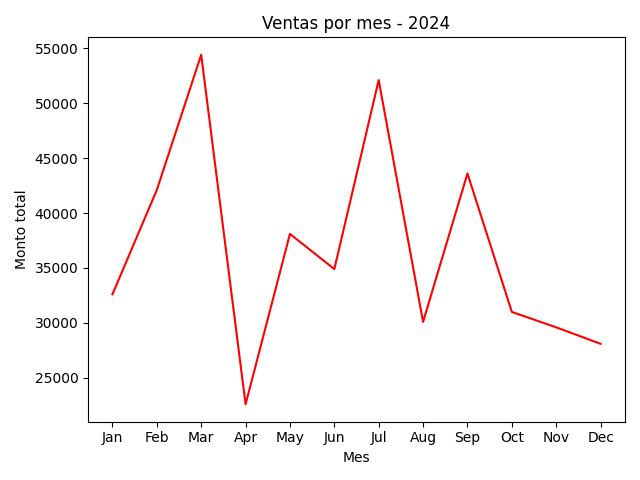 Ventas por mes - 2024
55000
50000
45000
40000
35000
30000
25000
Monto total
Jan Feb Mar Apr May Jun Jul Aug Sep Oct Nov Dec
Mes